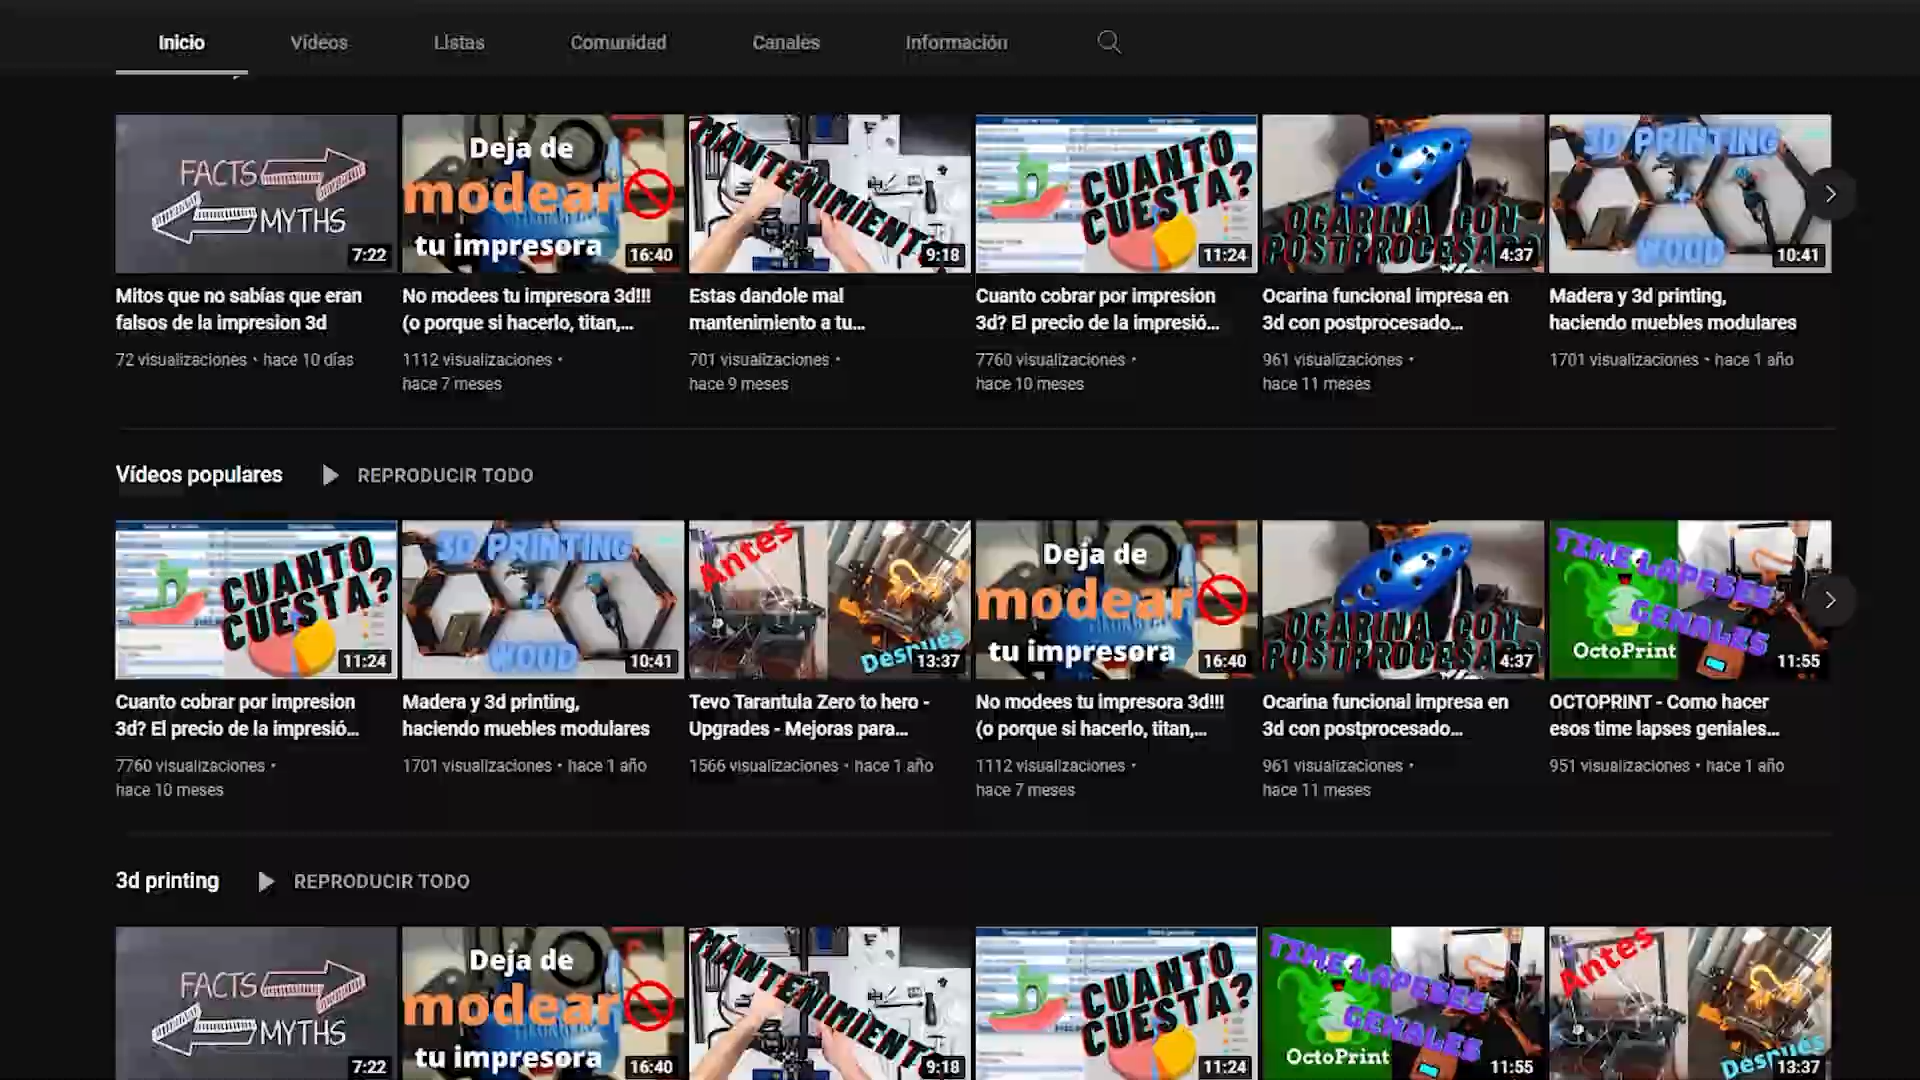 Inicio
Vídeos
Listas
Comunidad
Canales
Información
FACTS
MYTHS
7:22
Deja de
modear
tu impresora
16:40
MANTENIMIENT
9:18
CUANTO
CUESTA?
11:24
OCARINA CON
POSTPROCESADO
4:37
3D PRINTING
+
WOOD
10:41
Mitos que no sabías que eran
falsos de la impresion 3d
72 visualizaciones • hace 10 días
No modees tu impresora 3d!!!
(o porque si hacerlo, titan,...
1112 visualizaciones •
hace 7 meses
Estas dandole mal
mantenimiento a tu...
701 visualizaciones •
hace 9 meses
Cuanto cobrar por impresion
3d? El precio de la impresió...
7760 visualizaciones •
hace 10 meses
Ocarina funcional impresa en
3d con postprocesado...
961 visualizaciones •
hace 11 meses
Madera y 3d printing,
haciendo muebles modulares
1701 visualizaciones • hace 1 año
Vídeos populares
REPRODUCIR TODO
CUANTO
CUESTA?
11:24
3D PRINTING
+
WOOD
10:41
Antes
Después
13:37
Deja de
modear
tu impresora
16:40
OCARINA CON
POSTPROCESADO
4:37
TIME LAPESES
GENALES
OctoPrint
11:55
Cuanto cobrar por impresion
3d? El precio de la impresió...
7760 visualizaciones •
hace 10 meses
Madera y 3d printing,
haciendo muebles modulares
1701 visualizaciones • hace 1 año
Tevo Tarantula Zero to hero -
Upgrades - Mejoras para...
1566 visualizaciones • hace 1 año
No modees tu impresora 3d!!!
(o porque si hacerlo, titan,...
1112 visualizaciones •
hace 7 meses
Ocarina funcional impresa en
3d con postprocesado...
961 visualizaciones •
hace 11 meses
OCTOPRINT - Como hacer
esos time lapses geniales...
951 visualizaciones • hace 1 año
3d printing
REPRODUCIR TODO
FACTS
MYTHS
7:22
Deja de
modear
tu impresora
16:40
MANTENIMIENT
9:18
CUANTO
CUESTA?
11:24
TIME LAPESES
GENALES
OctoPrint
11:55
Antes
Después
13:37